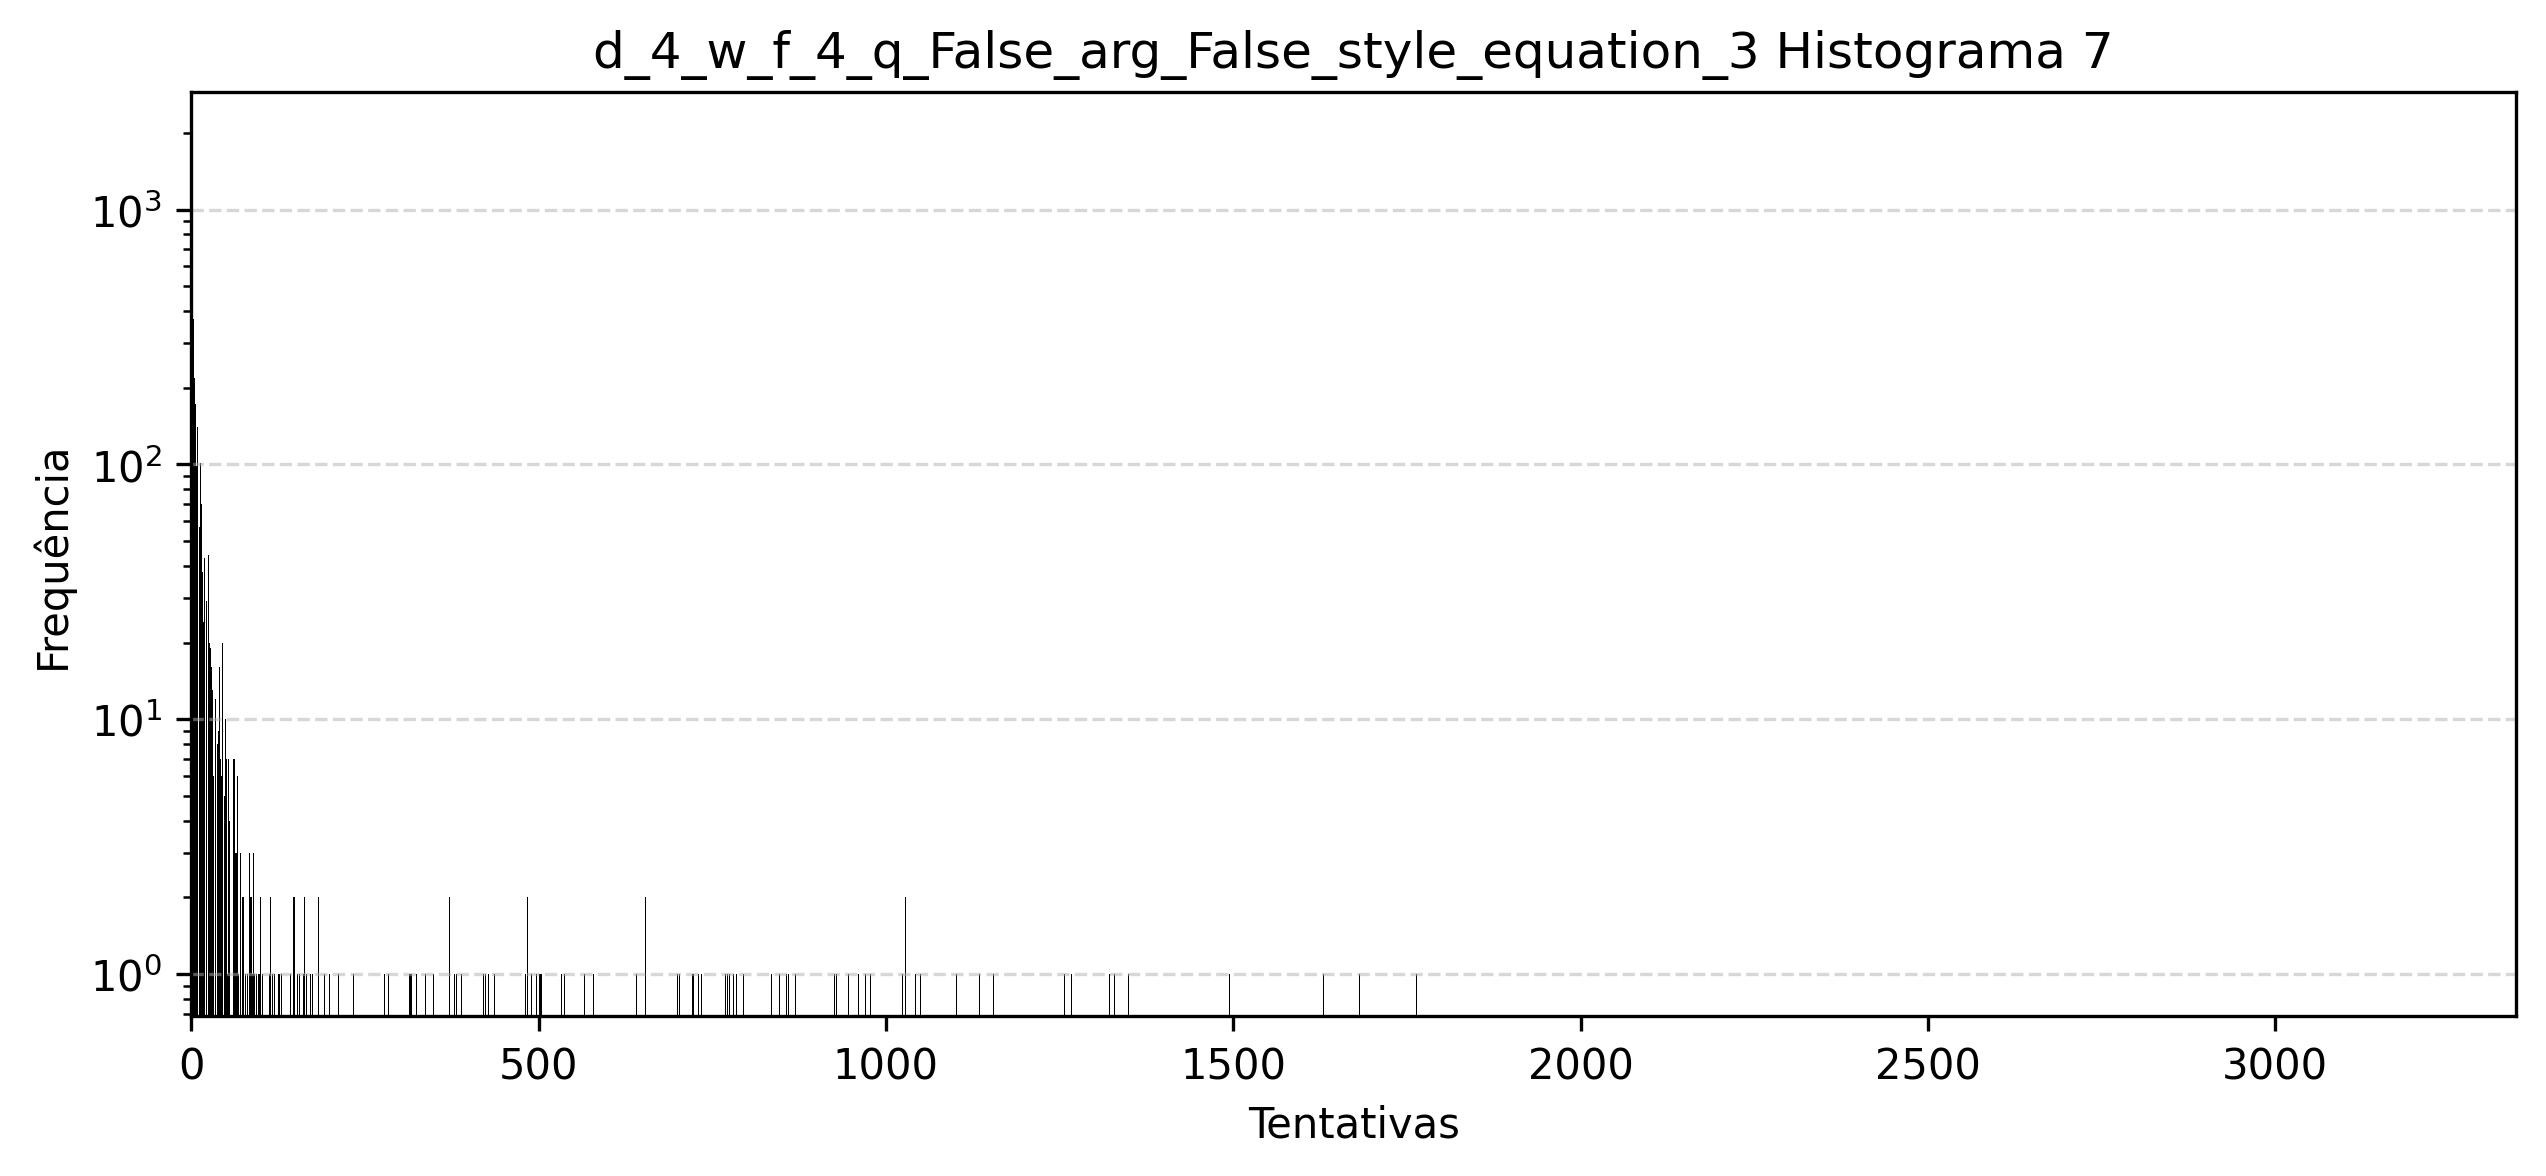 d_4_w_f_4_q_False_arg_False_style_equation_3 Histograma 7
Frequência
10³
10²
10¹
10⁰
0 500 1000 1500 2000 2500 3000
Tentativas